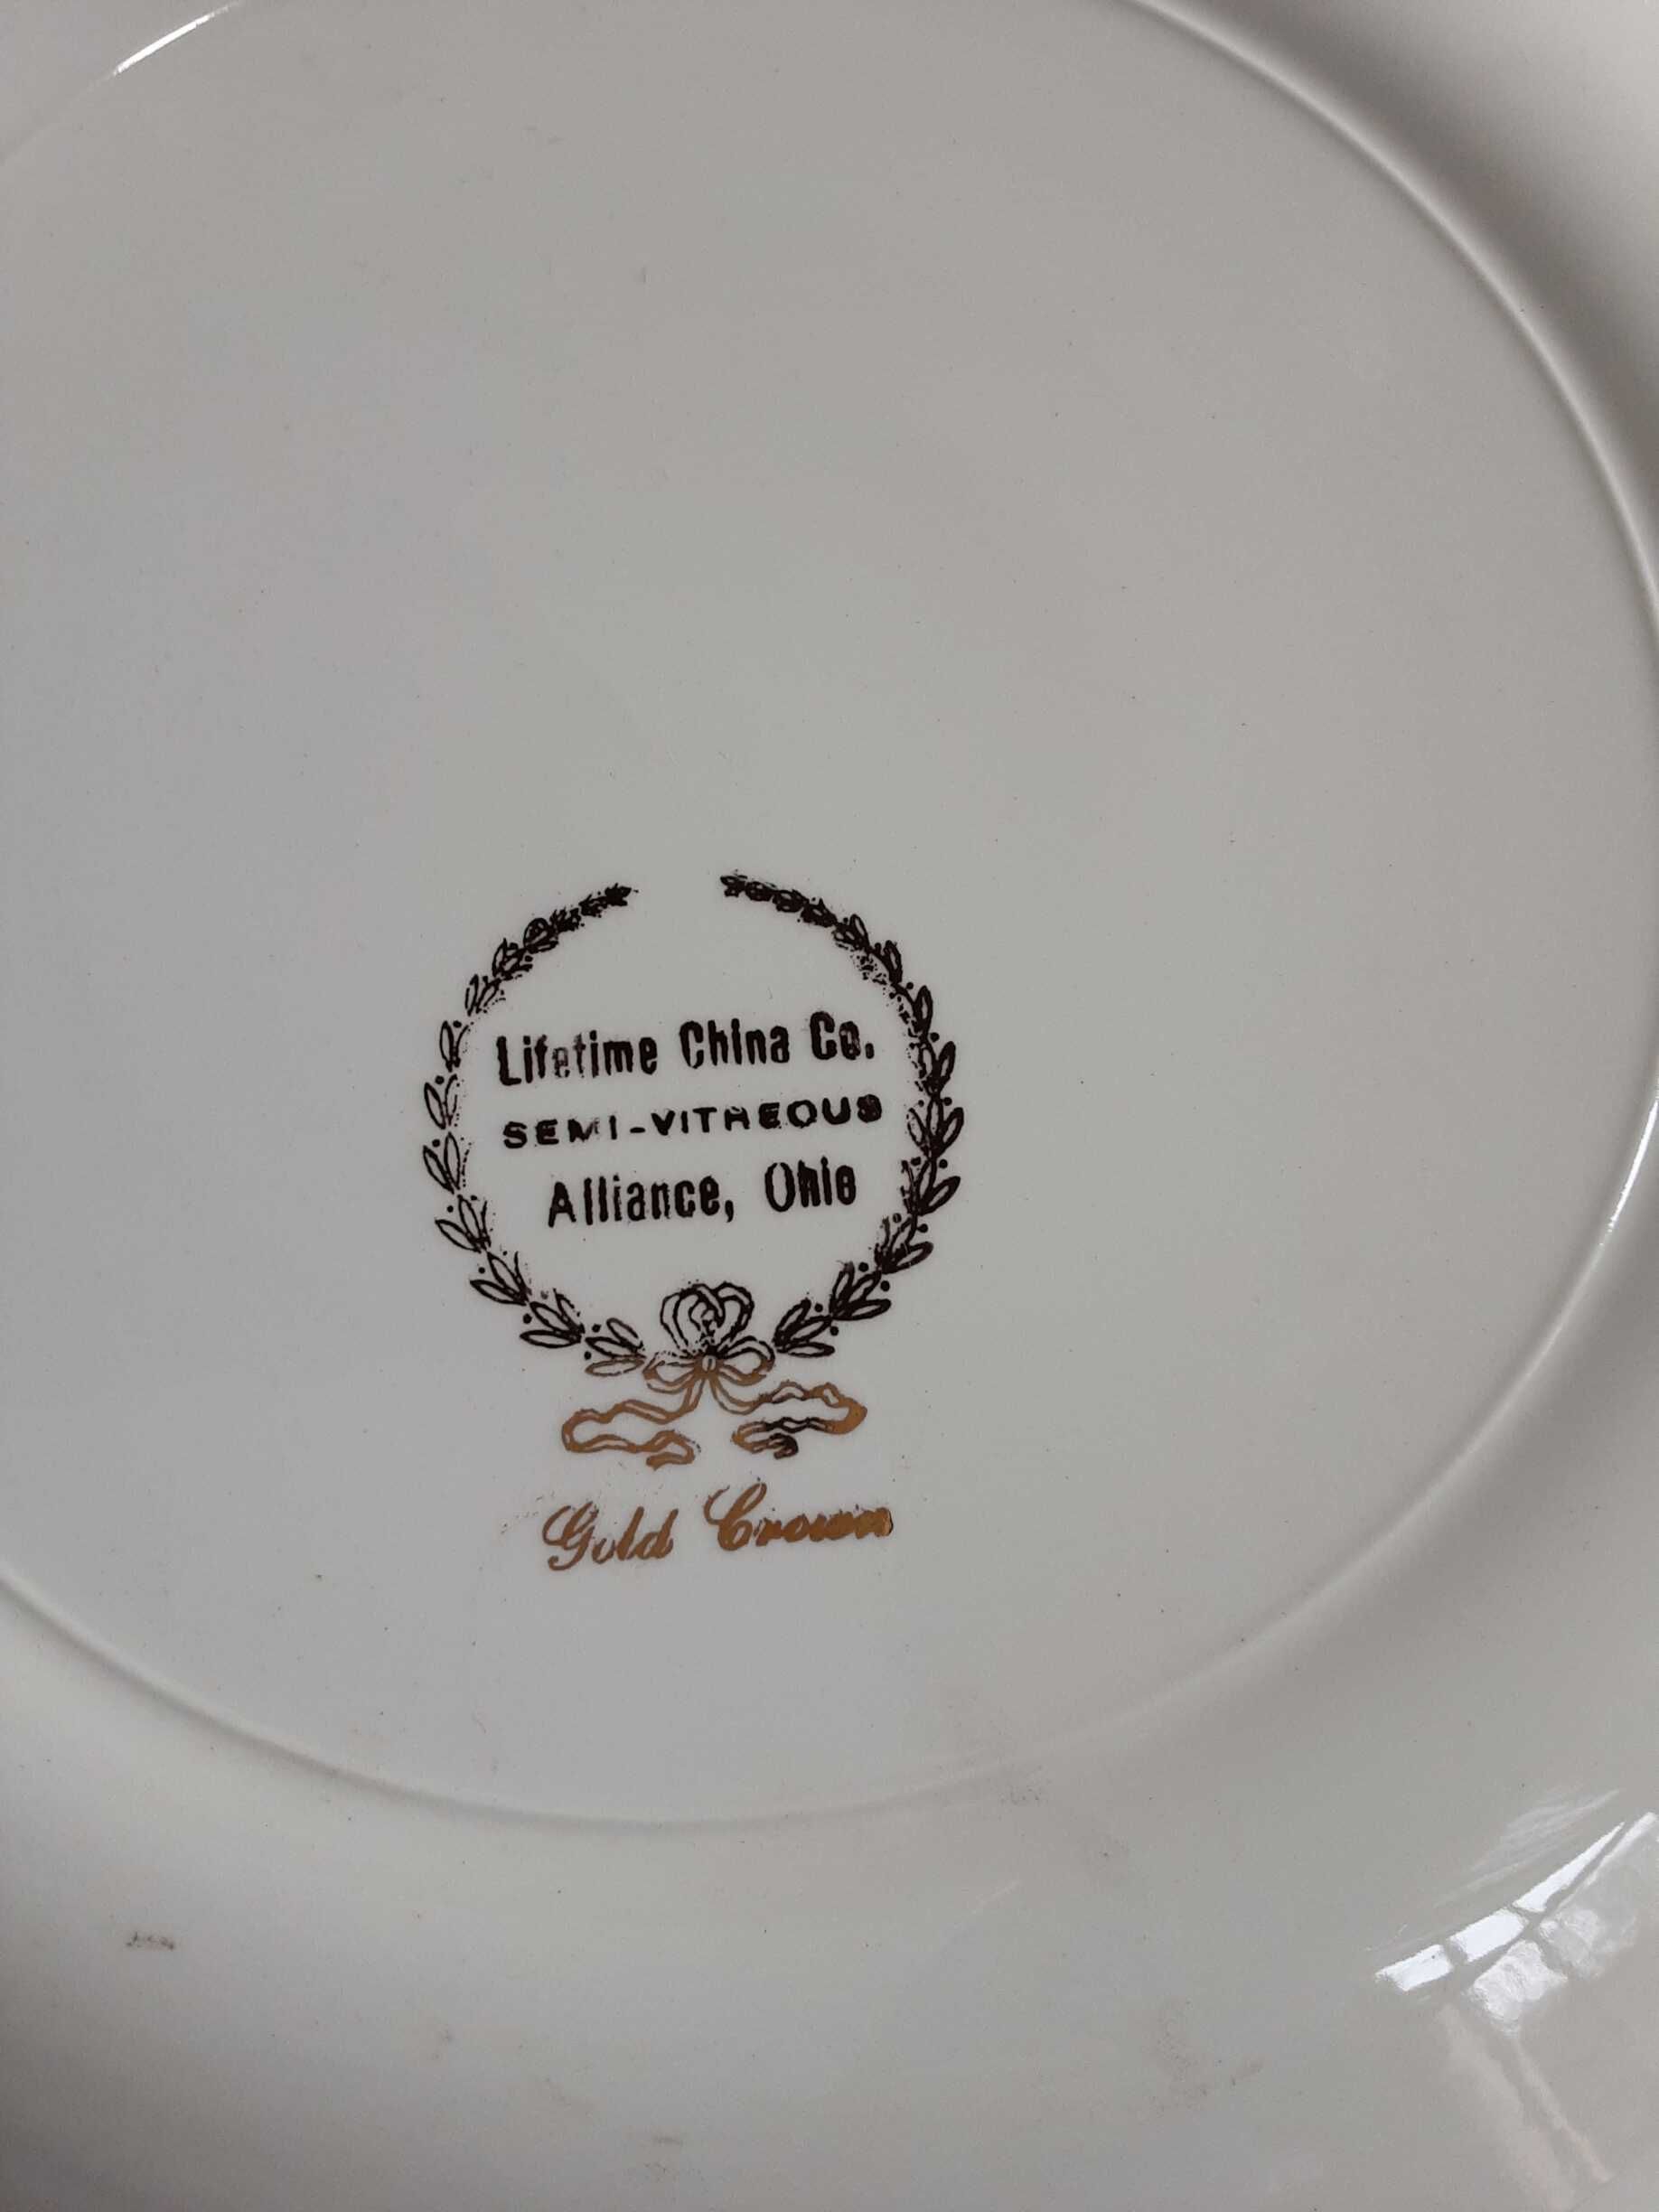 Lifetime China Co.
SEMI-VITREOUS
Alliance, Ohio
Gold Crown